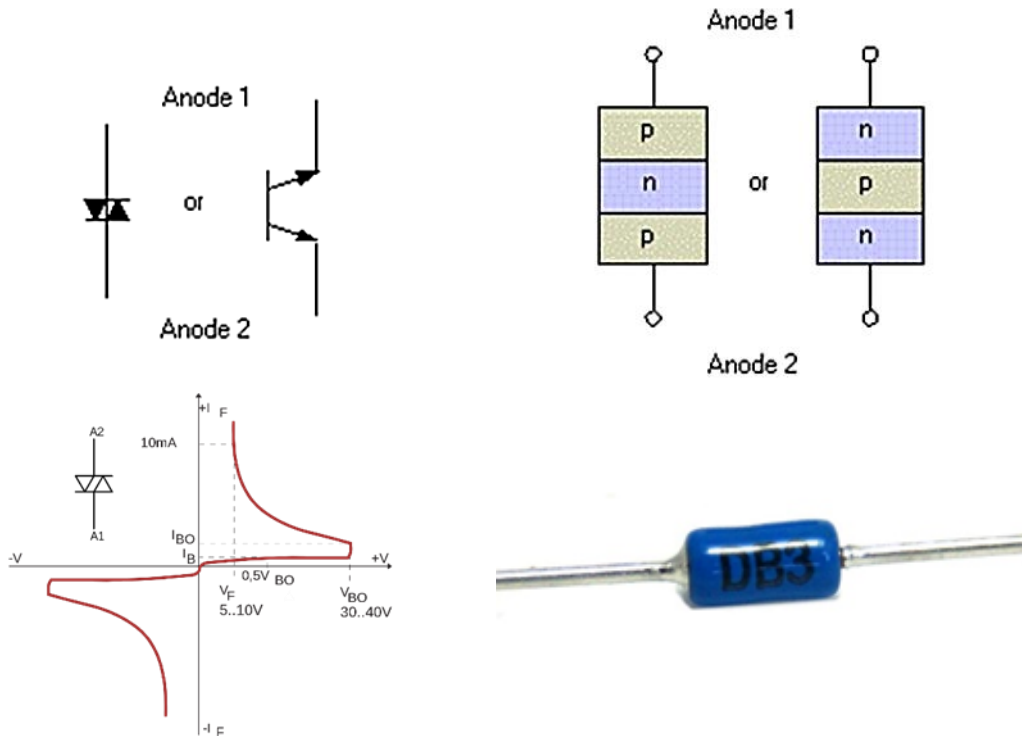 Anode 1
or
Anode 2
Anode 1
p
n
p
or
n
p
n
Anode 2
+I F
A2
10mA
A1
I BO
I B
-V
+V
0,5V BO
V F
5..10V
V BO
30..40V
-I F
DB3